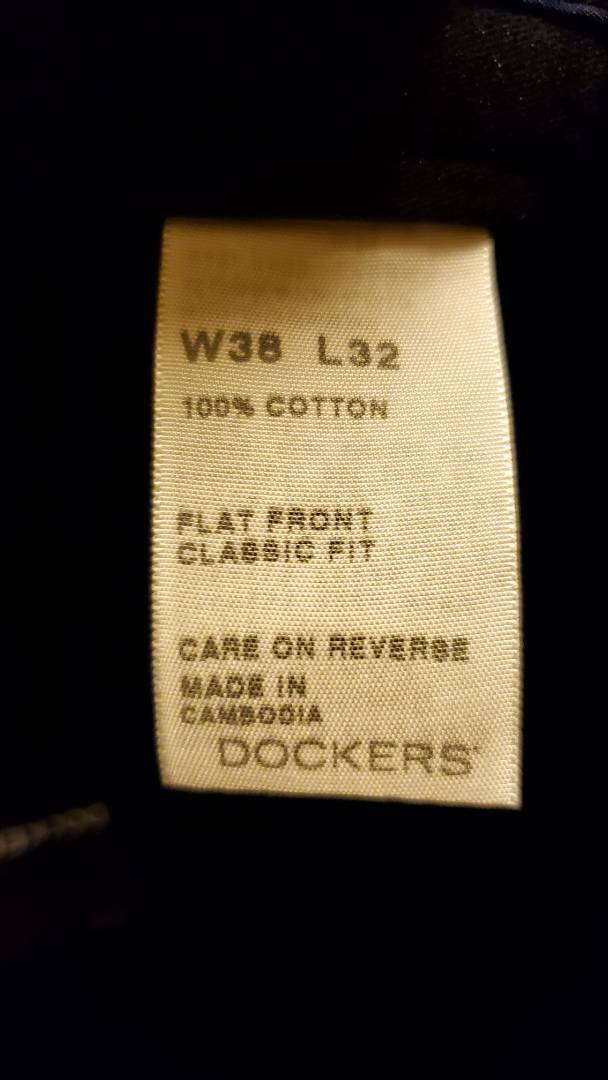 W38 L32
100% COTTON
FLAT FRONT
CLASSIC FIT
CARE ON REVERSE
MADE IN
CAMBODIA
DOCKERS